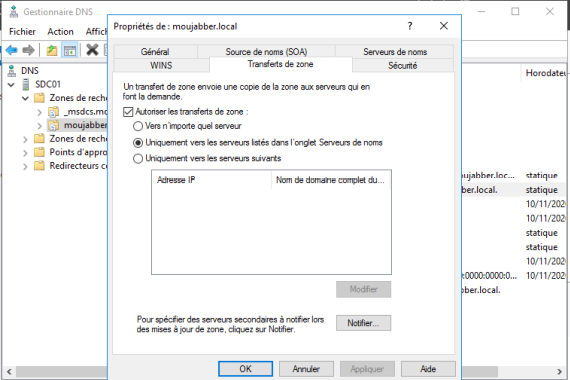 Gestionnaire DNS
Fichier Action Affich
DNS
SDC01
Zones de reche
_msdcs.mo
moujabber
Zones de reche
Points d'appro
Redirecteurs co
Propriétés de : moujabber.local
Général Source de noms (SOA) Serveurs de noms
WINS Transferts de zone Sécurité
Un transfert de zone envoie une copie de la zone aux serveurs qui en
font la demande.
Autoriser les transferts de zone :
Vers n'importe quel serveur
Uniquement vers les serveurs listés dans l'onglet Serveurs de noms
Uniquement vers les serveurs suivants
Adresse IP Nom de domaine complet du...
Modifier
Pour spécifier des serveurs secondaires à notifier lors
des mises à jour de zone, cliquez sur Notifier.
Notifier...
OK Annuler Appliquer Aide
Horodateu
ujabber.loc... statique
ber.local. statique
10/11/202
10/11/202
statique
statique
10/11/202
:0000:0000:0... 10/11/202
ber.local.